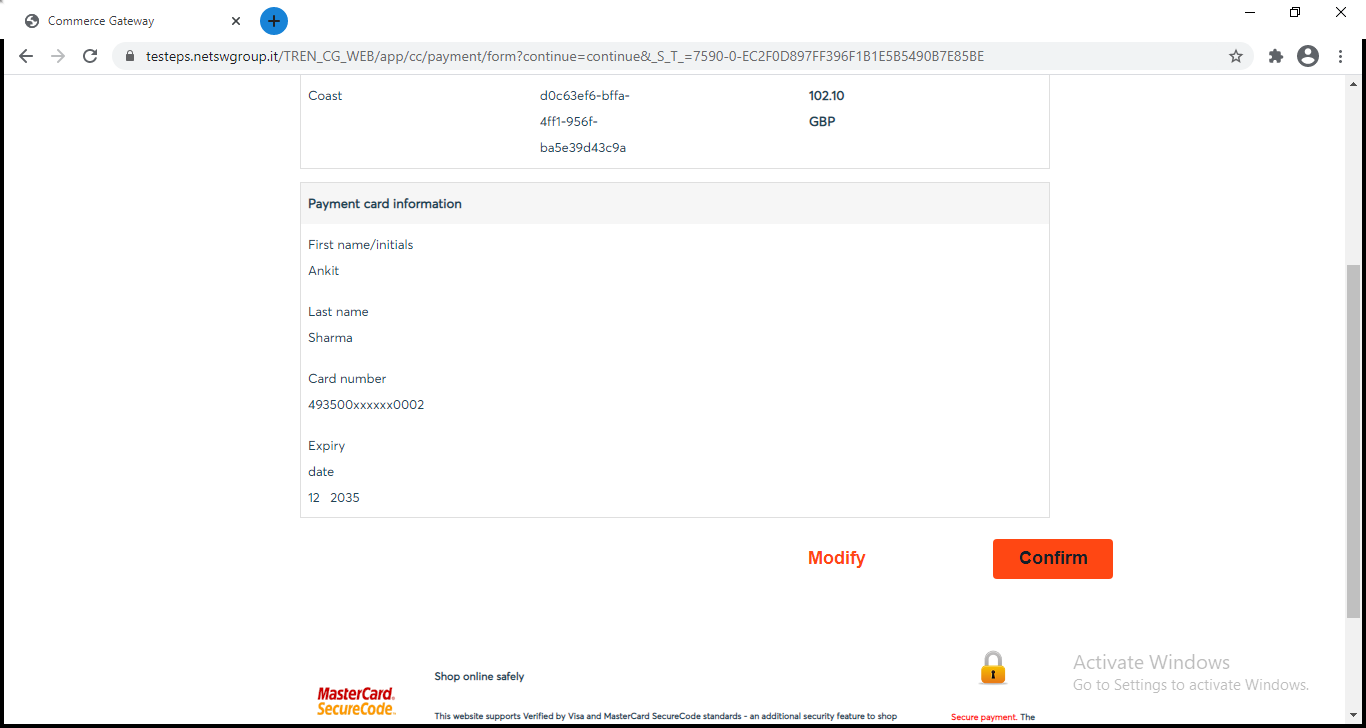 Commerce Gateway
testeps.netswgroup.it/TREN_CG_WEB/app/cc/payment/form?continue=continue&_S_T_=7590-0-EC2F0D897FF396F1B1E5B5490B7E85BE
Coast d0c63ef6-bffa- 102.10
4ff1-956f- GBP
ba5e39d43c9a
Payment card information
First name/initials
Ankit
Last name
Sharma
Card number
493500xxxxxx0002
Expiry
date
12 2035
Modify Confirm
Activate Windows
Go to Settings to activate Windows.
Shop online safely
MasterCard.
SecureCode.
This website supports Verified by Visa and MasterCard SecureCode standards - an additional security feature to shop
Secure payment. The